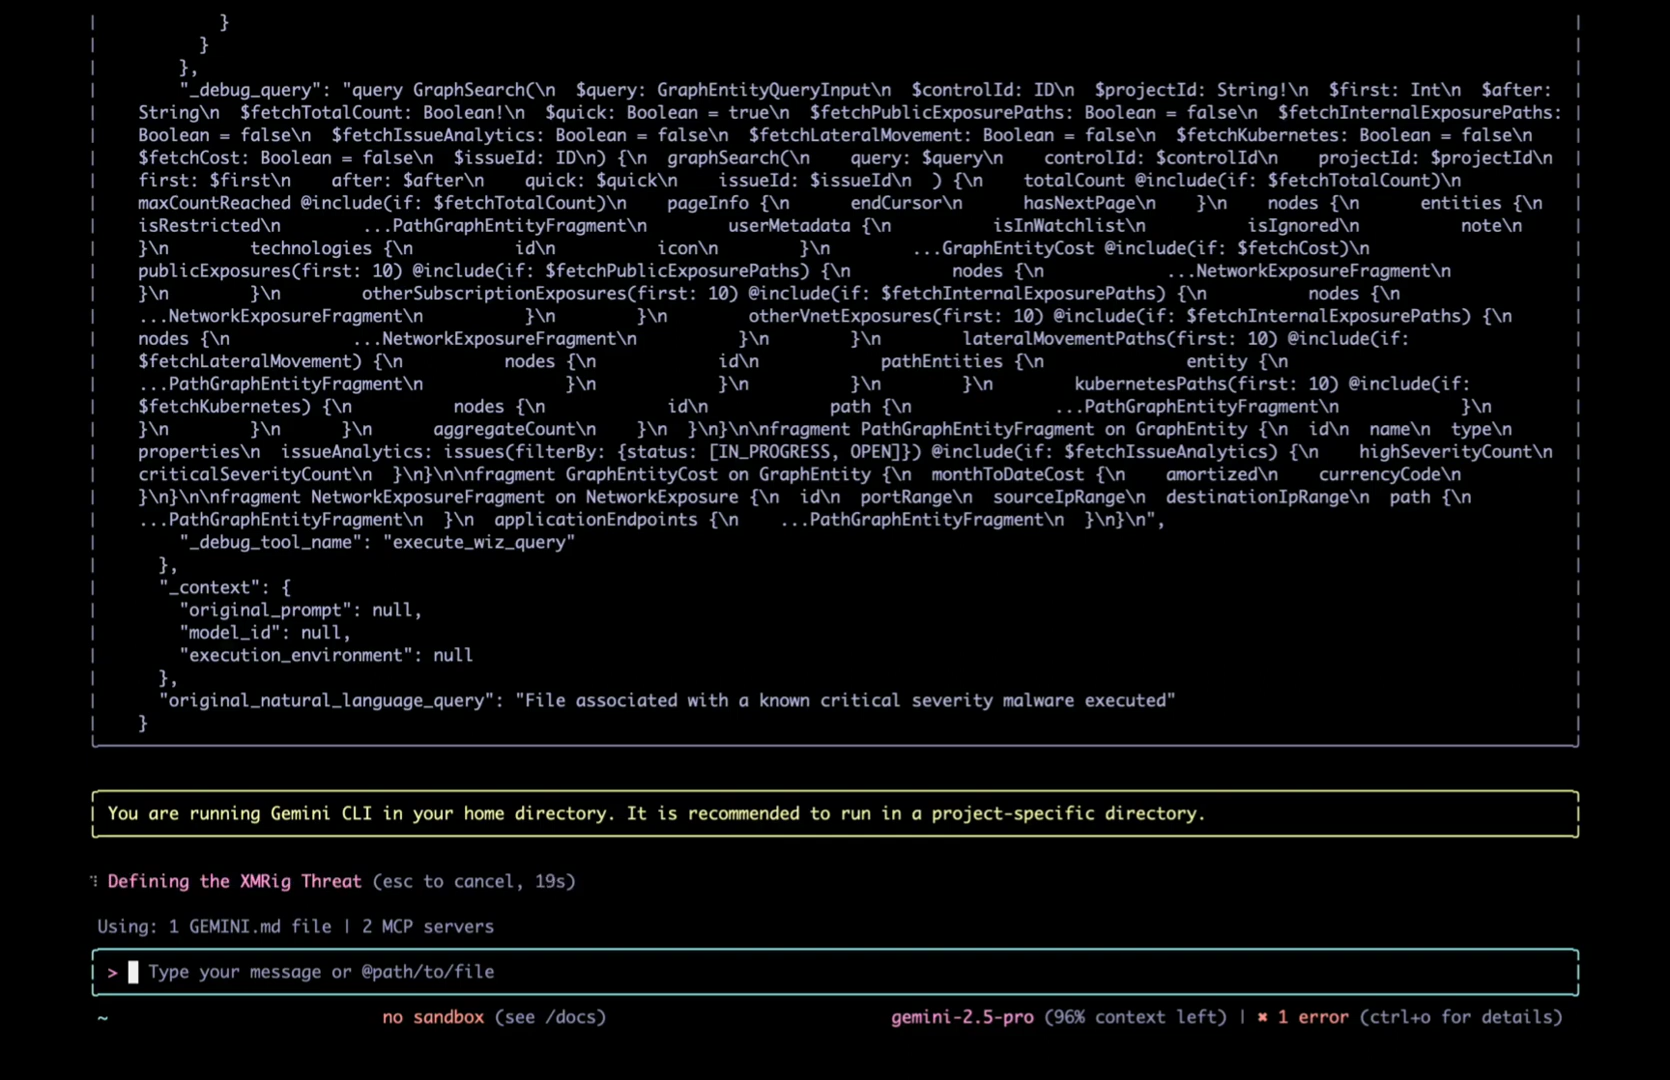 }
}
},
"_debug_query": "query GraphSearch(\n  $query: GraphEntityQueryInput\n  $controlId: ID\n  $projectId: String!\n  $first: Int\n  $after:
String\n  $fetchTotalCount: Boolean!\n  $quick: Boolean = true\n  $fetchPublicExposurePaths: Boolean = false\n  $fetchInternalExposurePaths:
Boolean = false\n  $fetchIssueAnalytics: Boolean = false\n  $fetchLateralMovement: Boolean = false\n  $fetchKubernetes: Boolean = false\n
$fetchCost: Boolean = false\n  $issueId: ID\n) {\n  graphSearch(\n    query: $query\n    controlId: $controlId\n    projectId: $projectId\n
first: $first\n    after: $after\n    quick: $quick\n    issueId: $issueId\n  ) {\n    totalCount @include(if: $fetchTotalCount)\n
maxCountReached @include(if: $fetchTotalCount)\n    pageInfo {\n      endCursor\n      hasNextPage\n    }\n    nodes {\n      entities {\n
isRestricted\n        ...PathGraphEntityFragment\n        userMetadata {\n          isInWatchlist\n          isIgnored\n          note\n
}\n        technologies {\n          id\n          icon\n        }\n        ...GraphEntityCost @include(if: $fetchCost)\n
publicExposures(first: 10) @include(if: $fetchPublicExposurePaths) {\n          nodes {\n            ...NetworkExposureFragment\n
}\n        }\n        otherSubscriptionExposures(first: 10) @include(if: $fetchInternalExposurePaths) {\n          nodes {\n
...NetworkExposureFragment\n          }\n        }\n        otherVnetExposures(first: 10) @include(if: $fetchInternalExposurePaths) {\n
nodes {\n            ...NetworkExposureFragment\n          }\n        }\n        lateralMovementPaths(first: 10) @include(if:
$fetchLateralMovement) {\n          nodes {\n            id\n            pathEntities {\n              entity {\n
...PathGraphEntityFragment\n              }\n            }\n          }\n        }\n        kubernetesPaths(first: 10) @include(if:
$fetchKubernetes) {\n          nodes {\n            id\n            path {\n              ...PathGraphEntityFragment\n            }\n
}\n        }\n      }\n      aggregateCount\n    }\n  }\n}\n\nfragment PathGraphEntityFragment on GraphEntity {\n  id\n  name\n  type\n
properties\n  issueAnalytics: issues(filterBy: {status: [IN_PROGRESS, OPEN]}) @include(if: $fetchIssueAnalytics) {\n    highSeverityCount\n
criticalSeverityCount\n  }\n}\n\nfragment GraphEntityCost on GraphEntity {\n  monthToDateCost {\n    amortized\n    currencyCode\n
}\n}\n\nfragment NetworkExposureFragment on NetworkExposure {\n  id\n  portRange\n  sourceIpRange\n  destinationIpRange\n  path {\n
...PathGraphEntityFragment\n  }\n  applicationEndpoints {\n    ...PathGraphEntityFragment\n  }\n}\n",
"_debug_tool_name": "execute_wiz_query"
},
"_context": {
"original_prompt": null,
"model_id": null,
"execution_environment": null
},
"original_natural_language_query": "File associated with a known critical severity malware executed"
}
You are running Gemini CLI in your home directory. It is recommended to run in a project-specific directory.
Defining the XMRig Threat (esc to cancel, 19s)
Using: 1 GEMINI.md file | 2 MCP servers
> Type your message or @path/to/file
~ no sandbox (see /docs) gemini-2.5-pro (96% context left) | ✖ 1 error (ctrl+o for details)